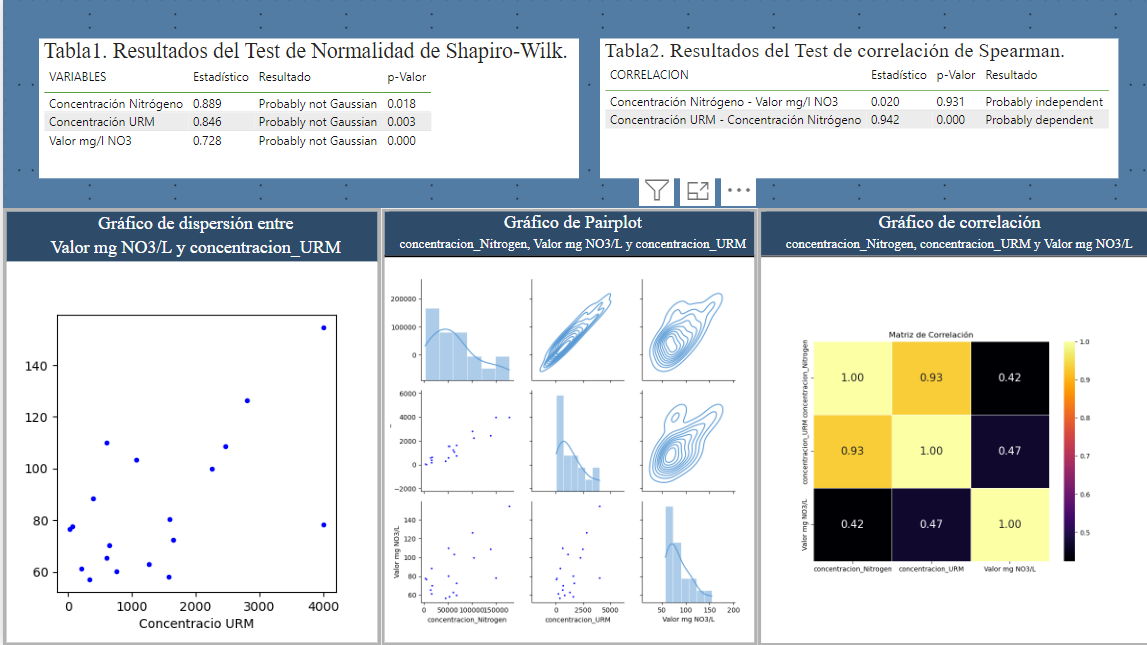 Tabla1. Resultados del Test de Normalidad de Shapiro-Wilk.
VARIABLES Estadístico Resultado p-Valor
Concentración Nitrógeno 0.889 Probably not Gaussian 0.018
Concentración URM 0.846 Probably not Gaussian 0.003
Valor mg/l NO3 0.728 Probably not Gaussian 0.000
Tabla2. Resultados del Test de correlación de Spearman.
CORRELACION Estadístico p-Valor Resultado
Concentración Nitrógeno - Valor mg/l NO3 0.020 0.931 Probably independent
Concentración URM - Concentración Nitrógeno 0.942 0.000 Probably dependent
Gráfico de dispersión entre
Valor mg NO3/L y concentracion_URM
140
120
100
80
60
0 1000 2000 3000 4000
Concentracio URM
Gráfico de Pairplot
concentracion_Nitrogen, Valor mg NO3/L y concentracion_URM
200000
100000
0
6000
4000
2000
0
−2000
140
120
100
80
60
Valor mg NO3/L
0 50000 100000 150000
concentracion_Nitrogen
0 2500 5000
concentracion_URM
50 100 150 200
Valor mg NO3/L
Gráfico de correlación
concentracion_Nitrogen, concentracion_URM y Valor mg NO3/L
Matriz de Correlación
concentracion_Nitrogen
1.00 0.93 0.42
concentracion_URM
0.93 1.00 0.47
Valor mg NO3/L
0.42 0.47 1.00
concentracion_Nitrogen concentracion_URM Valor mg NO3/L
1.0
0.9
0.8
0.7
0.6
0.5